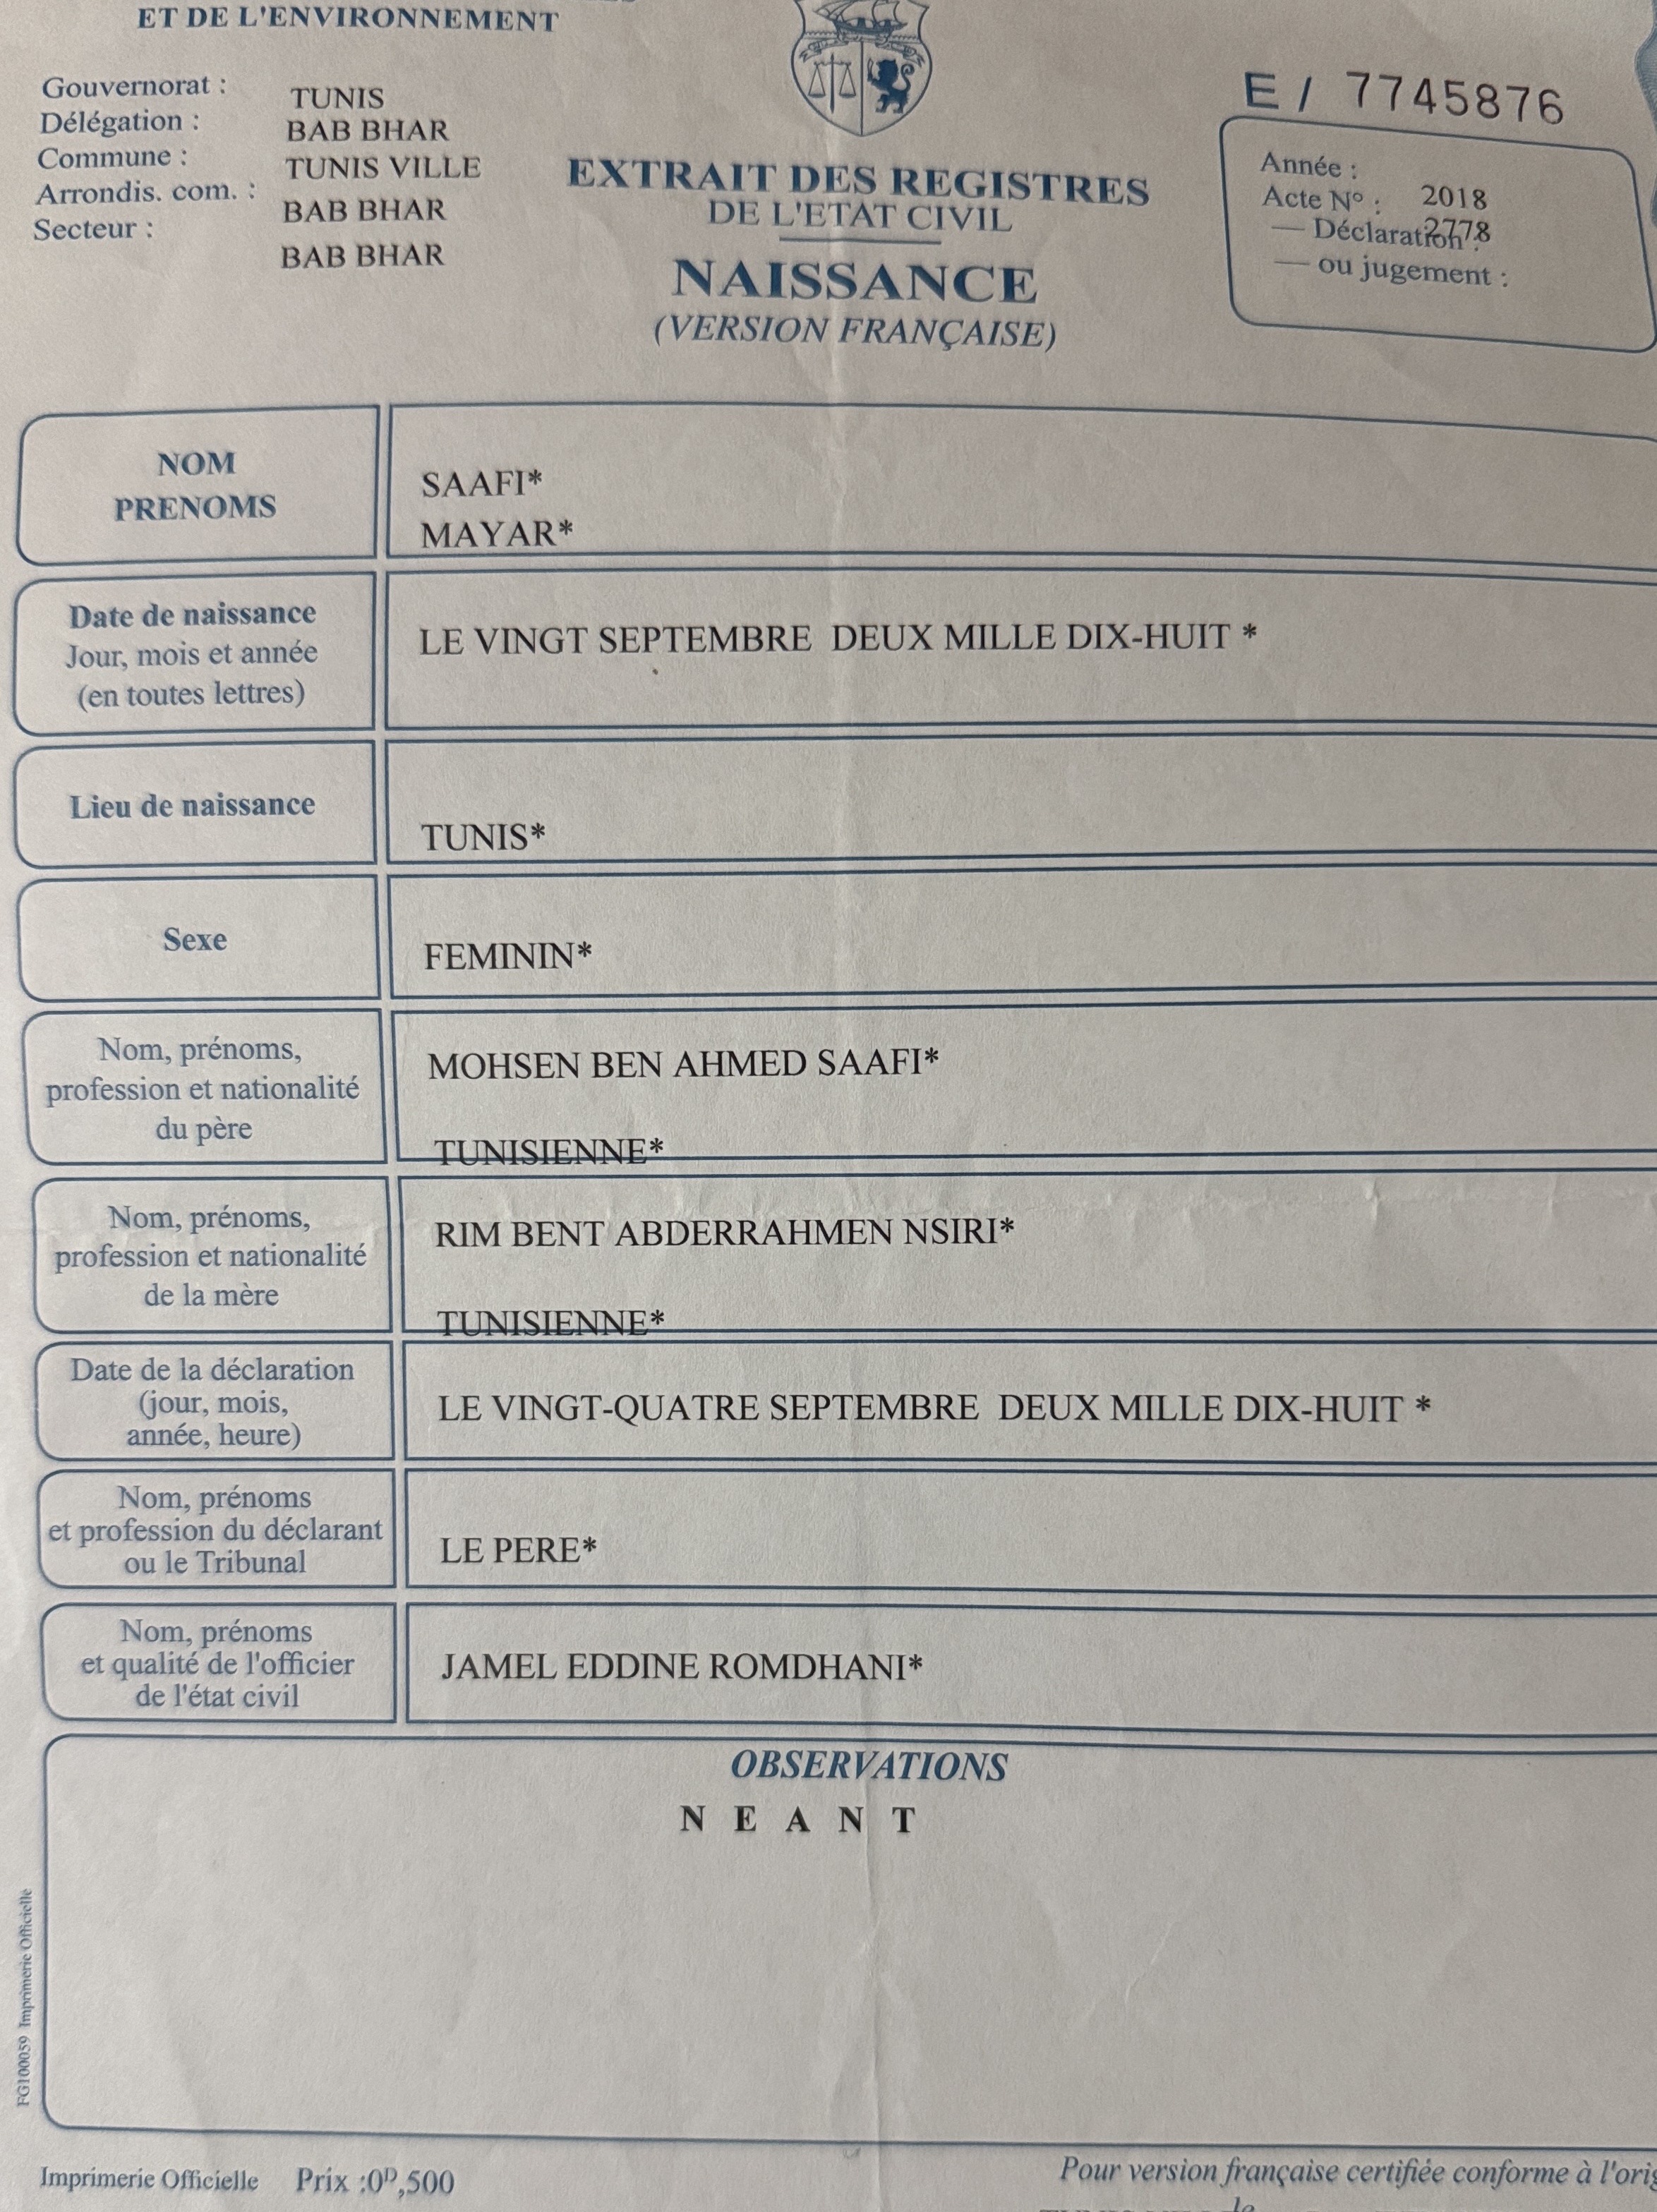 ET DE L'ENVIRONNEMENT
Gouvernorat : TUNIS
Délégation : BAB BHAR
Commune : TUNIS VILLE
Arrondis. com. : BAB BHAR
Secteur : BAB BHAR
EXTRAIT DES REGISTRES
DE L'ETAT CIVIL
NAISSANCE
(VERSION FRANÇAISE)
E / 7745876
Année :
Acte N° : 2018
— Déclaration : 2778
— ou jugement :
NOM
PRENOMS
SAAFI*
MAYAR*
Date de naissance
Jour, mois et année
(en toutes lettres)
LE VINGT SEPTEMBRE DEUX MILLE DIX-HUIT *
Lieu de naissance
TUNIS*
Sexe
FEMININ*
Nom, prénoms,
profession et nationalité
du père
MOHSEN BEN AHMED SAAFI*
TUNISIENNE*
Nom, prénoms,
profession et nationalité
de la mère
RIM BENT ABDERRAHMEN NSIRI*
TUNISIENNE*
Date de la déclaration
(jour, mois,
année, heure)
LE VINGT-QUATRE SEPTEMBRE DEUX MILLE DIX-HUIT *
Nom, prénoms
et profession du déclarant
ou le Tribunal
LE PERE*
Nom, prénoms
et qualité de l'officier
de l'état civil
JAMEL EDDINE ROMDHANI*
OBSERVATIONS
N E A N T
FG100059 Imprimerie Officielle
Imprimerie Officielle Prix :0D,500
Pour version française certifiée conforme à l'orig
le